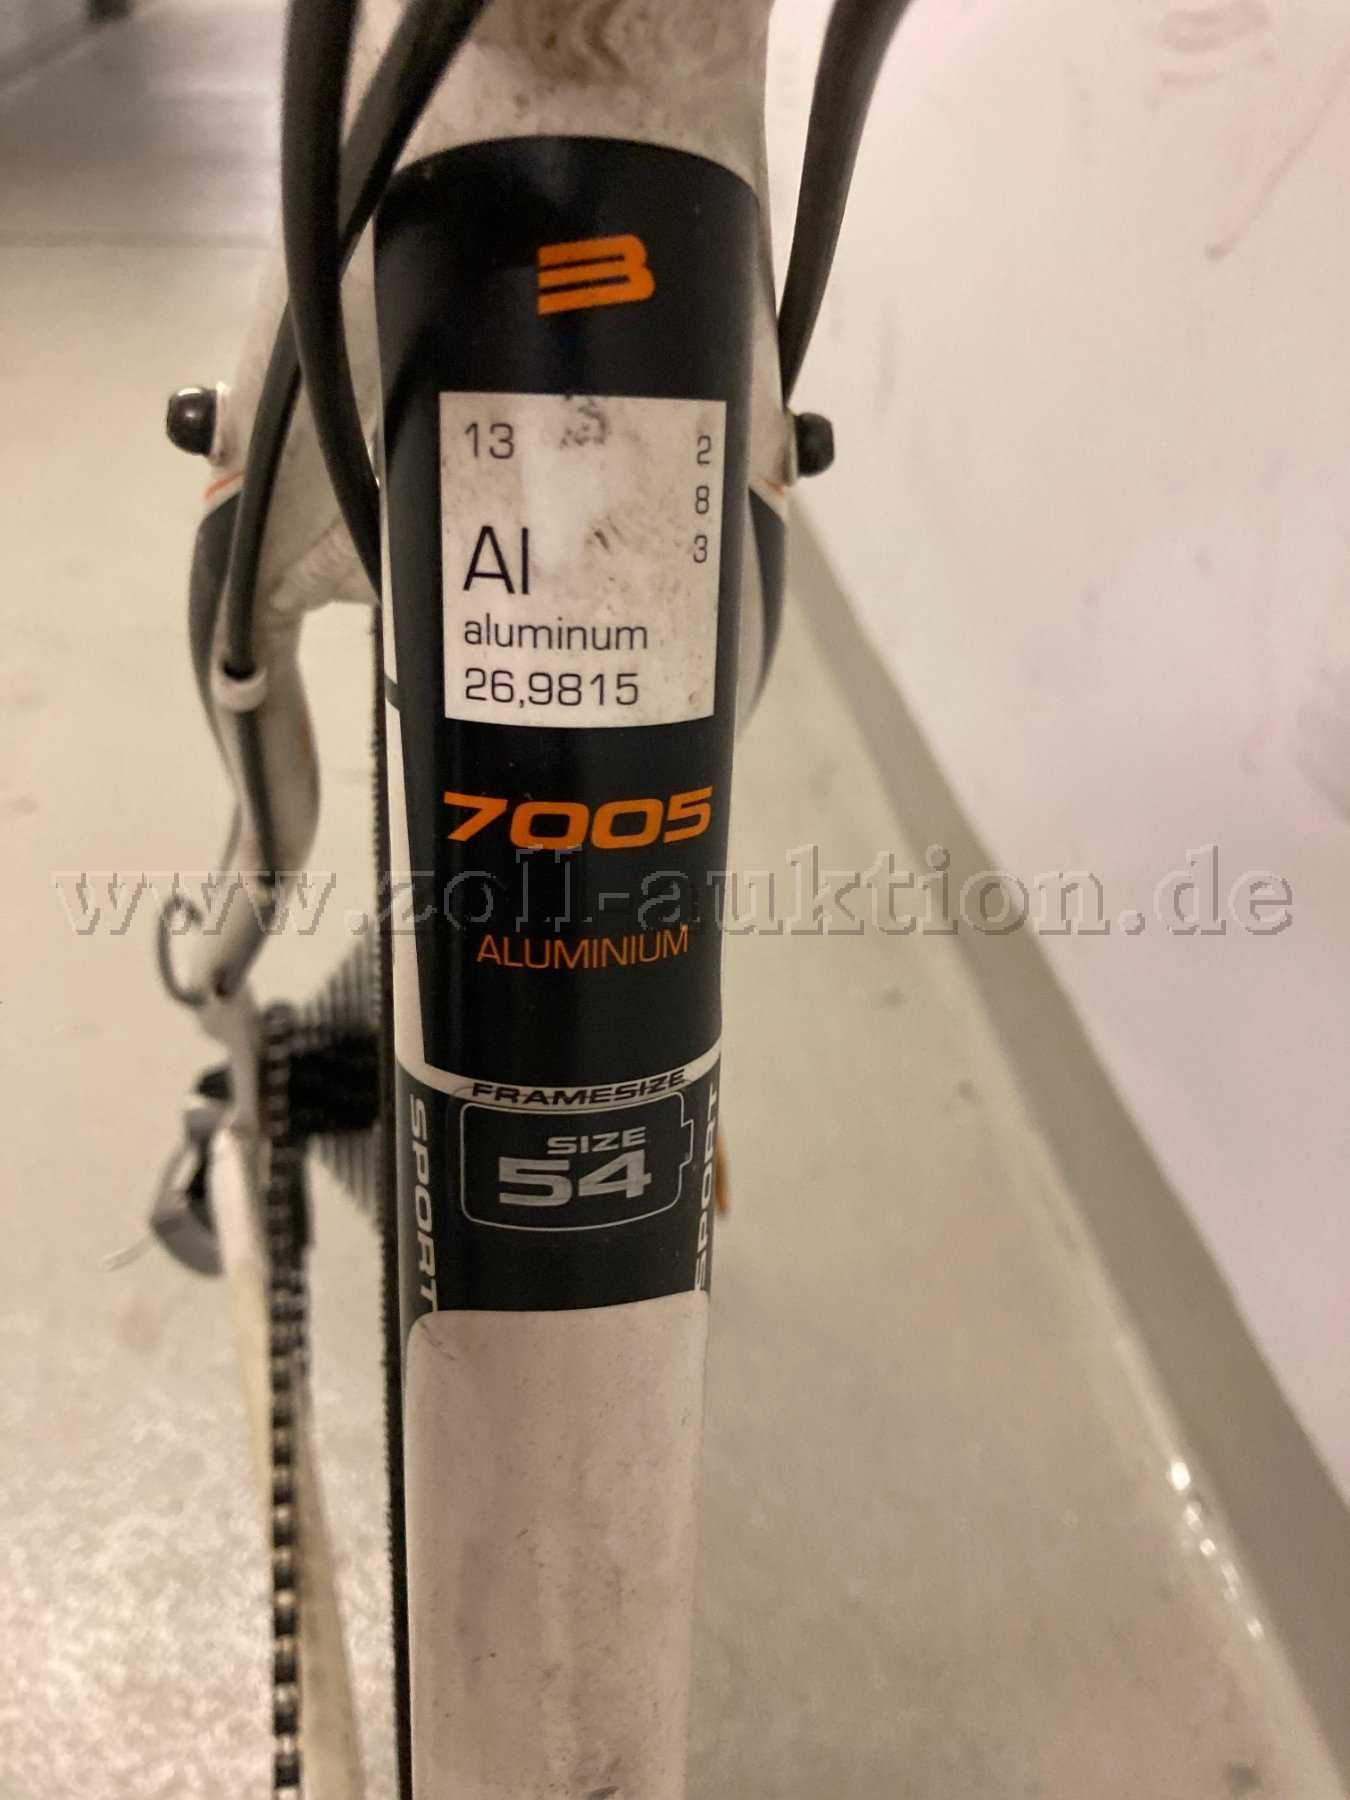 B
13
2
8
3
Al
aluminum
26,9815
7005
www.zoll-auktion.de
ALUMINIUM
FRAMESIZE
SIZE
54
SPORT
SPORT